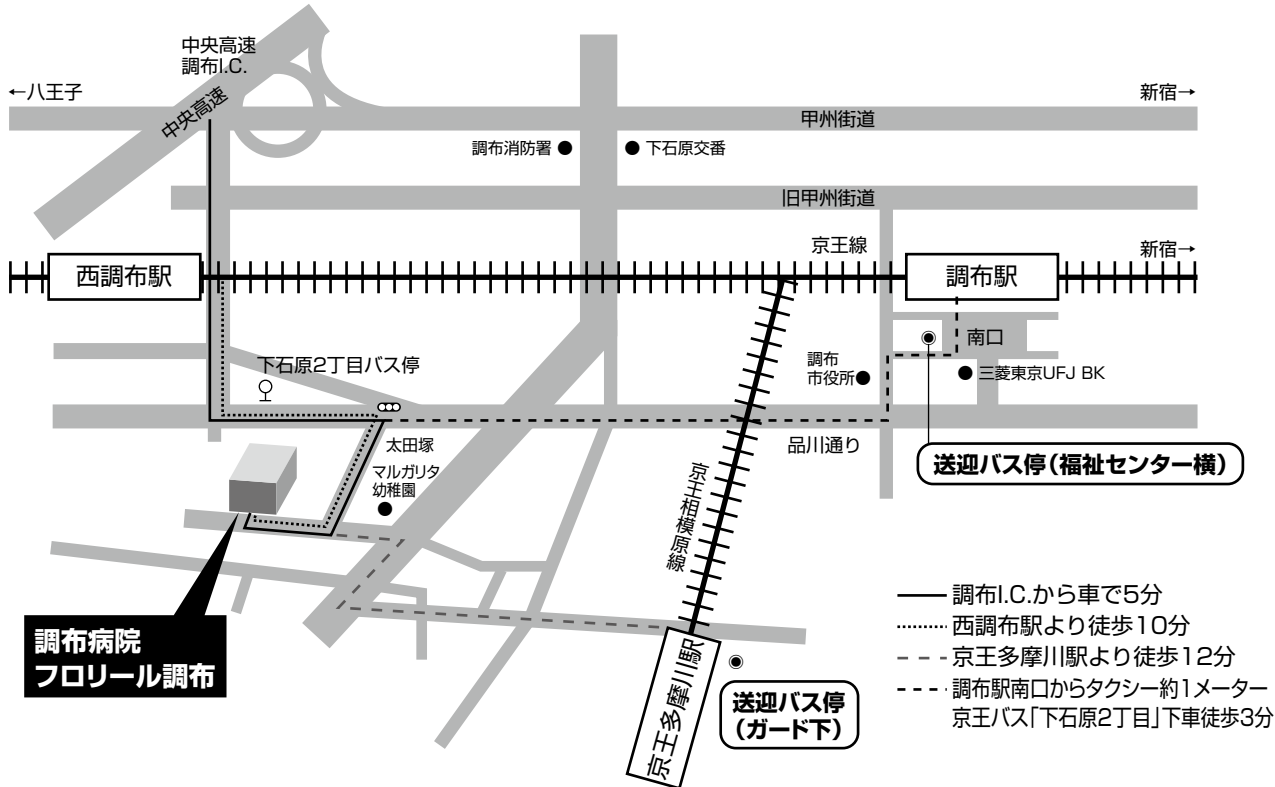 中央高速
調布I.C.
←八王子
新宿→
中央高速
甲州街道
調布消防署
下石原交番
旧甲州街道
京王線
新宿→
西調布駅
調布駅
南口
下石原2丁目バス停
調布
市役所
三菱東京UFJ BK
太田塚
品川通り
マルガリタ
幼稚園
送迎バス停(福祉センター横)
京王相模原線
調布病院
フロリール調布
京王多摩川駅
送迎バス停
(ガード下)
調布I.C.から車で5分
西調布駅より徒歩10分
京王多摩川駅より徒歩12分
調布駅南口からタクシー約1メーター
京王バス「下石原2丁目」下車徒歩3分